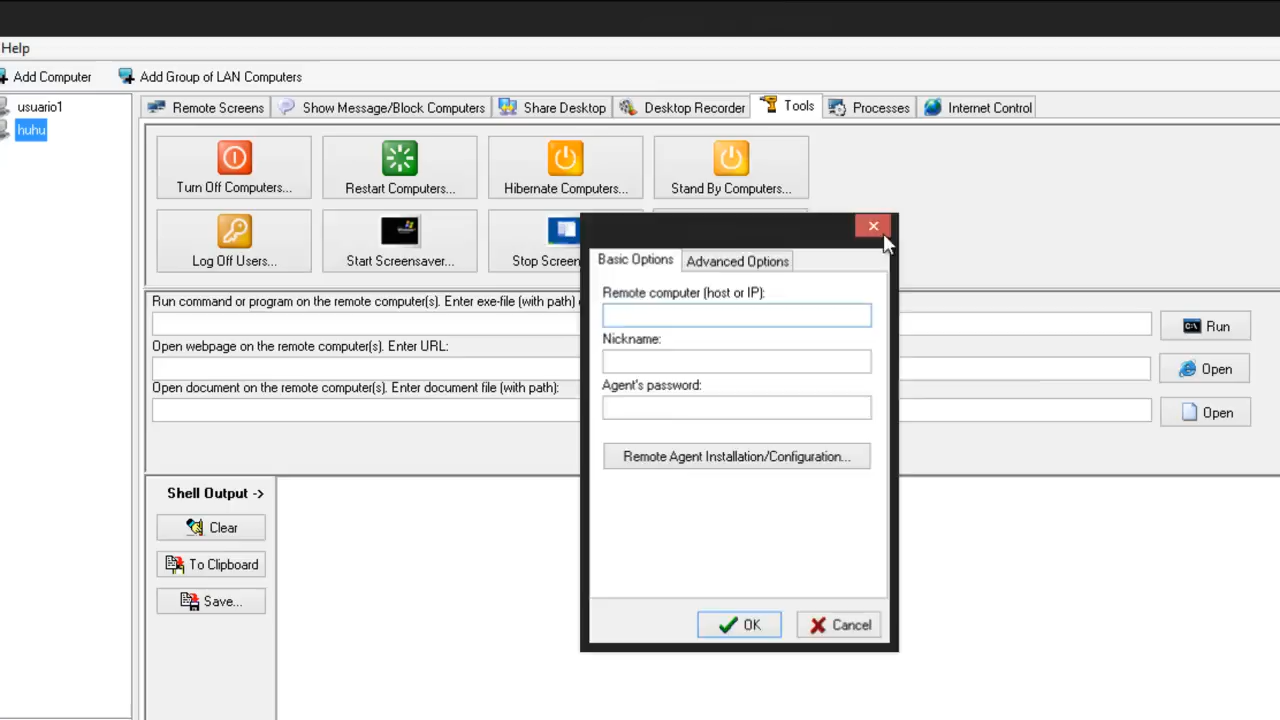 Help
Add Computer
Add Group of LAN Computers
usuario1
huhu
Remote Screens
Show Message/Block Computers
Share Desktop
Desktop Recorder
Tools
Processes
Internet Control
Turn Off Computers...
Restart Computers...
Hibernate Computers...
Stand By Computers...
Log Off Users...
Start Screensaver...
Stop Screen
Run command or program on the remote computer(s). Enter exe-file (with path)
Run
Open webpage on the remote computer(s). Enter URL:
Open
Open document on the remote computer(s). Enter document file (with path):
Open
Basic Options
Advanced Options
Remote computer (host or IP):
Nickname:
Agent's password:
Remote Agent Installation/Configuration...
OK
Cancel
Shell Output ->
Clear
To Clipboard
Save...